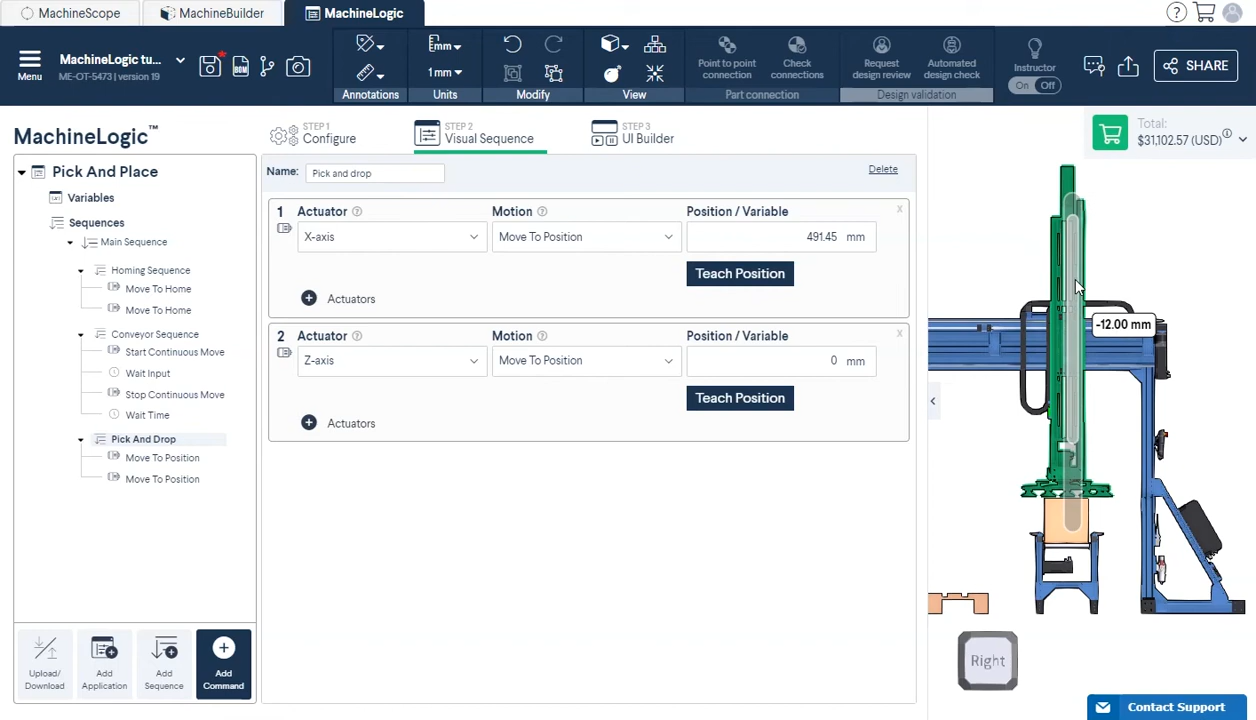 MachineScope
MachineBuilder
MachineLogic
?
Menu
MachineLogic tu...
ME-OT-5473 | version 19
BOM
Annotations
mm
1 mm
Units
Modify
View
Point to point
connection
Check
connections
Part connection
Request
design review
Automated
design check
Design validation
Instructor
On Off
SHARE
MachineLogic™
STEP 1
Configure
STEP 2
Visual Sequence
STEP 3
UI Builder
Total:
$31,102.57 (USD)
Pick And Place
Variables
Sequences
Main Sequence
Homing Sequence
Move To Home
Move To Home
Conveyor Sequence
Start Continuous Move
Wait Input
Stop Continuous Move
Wait Time
Pick And Drop
Move To Position
Move To Position
Upload/
Download
Add
Application
Add
Sequence
Add
Command
Name: Pick and drop
Delete
1 Actuator ? Motion ? Position / Variable x
X-axis Move To Position 491.45 mm
Teach Position
Actuators
2 Actuator ? Motion ? Position / Variable x
Z-axis Move To Position 0 mm
Teach Position
Actuators
-12.00 mm
Right
Contact Support